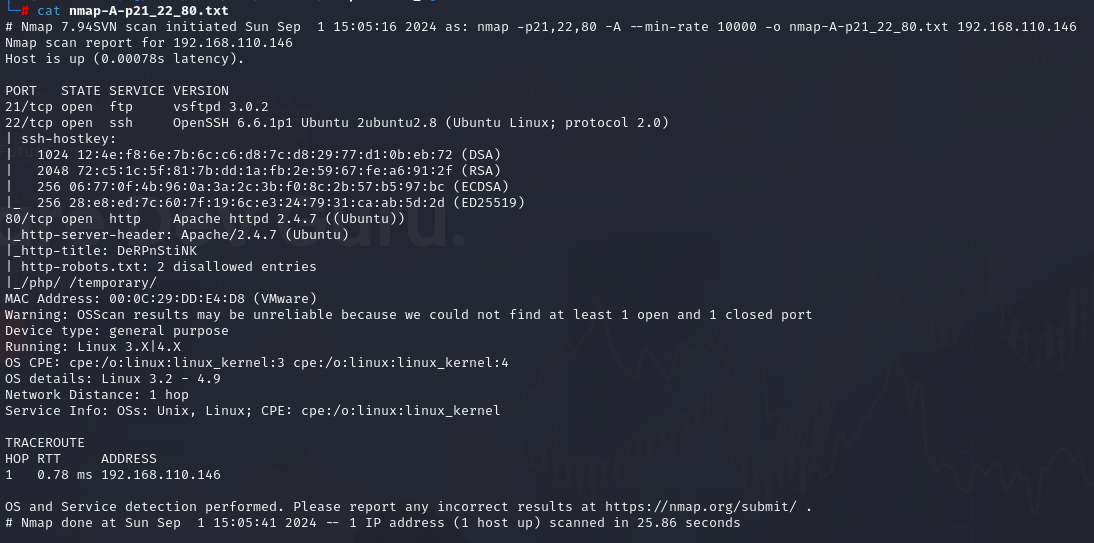 └─# cat nmap-A-p21_22_80.txt
# Nmap 7.94SVN scan initiated Sun Sep  1 15:05:16 2024 as: nmap -p21,22,80 -A --min-rate 10000 -o nmap-A-p21_22_80.txt 192.168.110.146
Nmap scan report for 192.168.110.146
Host is up (0.00078s latency).

PORT   STATE SERVICE VERSION
21/tcp open  ftp     vsftpd 3.0.2
22/tcp open  ssh     OpenSSH 6.6.1p1 Ubuntu 2ubuntu2.8 (Ubuntu Linux; protocol 2.0)
| ssh-hostkey:
|   1024 12:4e:f8:6e:7b:6c:c6:d8:7c:d8:29:77:d1:0b:eb:72 (DSA)
|   2048 72:c5:1c:5f:81:7b:dd:1a:fb:2e:59:67:fe:a6:91:2f (RSA)
|   256 06:77:0f:4b:96:0a:3a:2c:3b:f0:8c:2b:57:b5:97:bc (ECDSA)
|_  256 28:e8:ed:7c:60:7f:19:6c:e3:24:79:31:ca:ab:5d:2d (ED25519)
80/tcp open  http    Apache httpd 2.4.7 ((Ubuntu))
|_http-server-header: Apache/2.4.7 (Ubuntu)
|_http-title: DeRPnStiNK
| http-robots.txt: 2 disallowed entries
|_/php/ /temporary/
MAC Address: 00:0C:29:DD:E4:D8 (VMware)
Warning: OSScan results may be unreliable because we could not find at least 1 open and 1 closed port
Device type: general purpose
Running: Linux 3.X|4.X
OS CPE: cpe:/o:linux:linux_kernel:3 cpe:/o:linux:linux_kernel:4
OS details: Linux 3.2 - 4.9
Network Distance: 1 hop
Service Info: OSs: Unix, Linux; CPE: cpe:/o:linux:linux_kernel

TRACEROUTE
HOP RTT     ADDRESS
1   0.78 ms 192.168.110.146

OS and Service detection performed. Please report any incorrect results at https://nmap.org/submit/ .
# Nmap done at Sun Sep  1 15:05:41 2024 -- 1 IP address (1 host up) scanned in 25.86 seconds